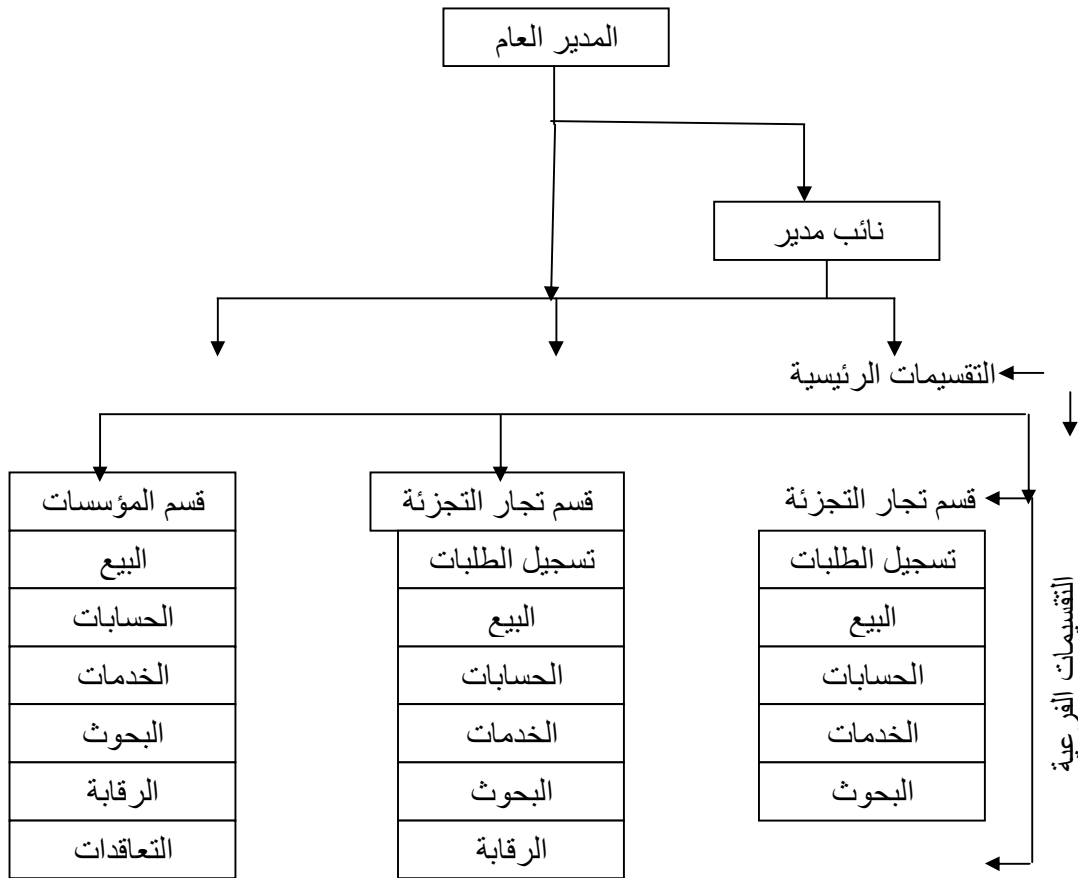 المدير العام
نائب مدير
التقسيمات الرئيسية
قسم تجار التجزئة
تسجيل الطلبات
البيع
الحسابات
الخدمات
البحوث
قسم تجار التجزئة
تسجيل الطلبات
البيع
الحسابات
الخدمات
البحوث
الرقابة
قسم المؤسسات
البيع
الحسابات
الخدمات
البحوث
الرقابة
التعاقدات
التقسيمات الفرعية